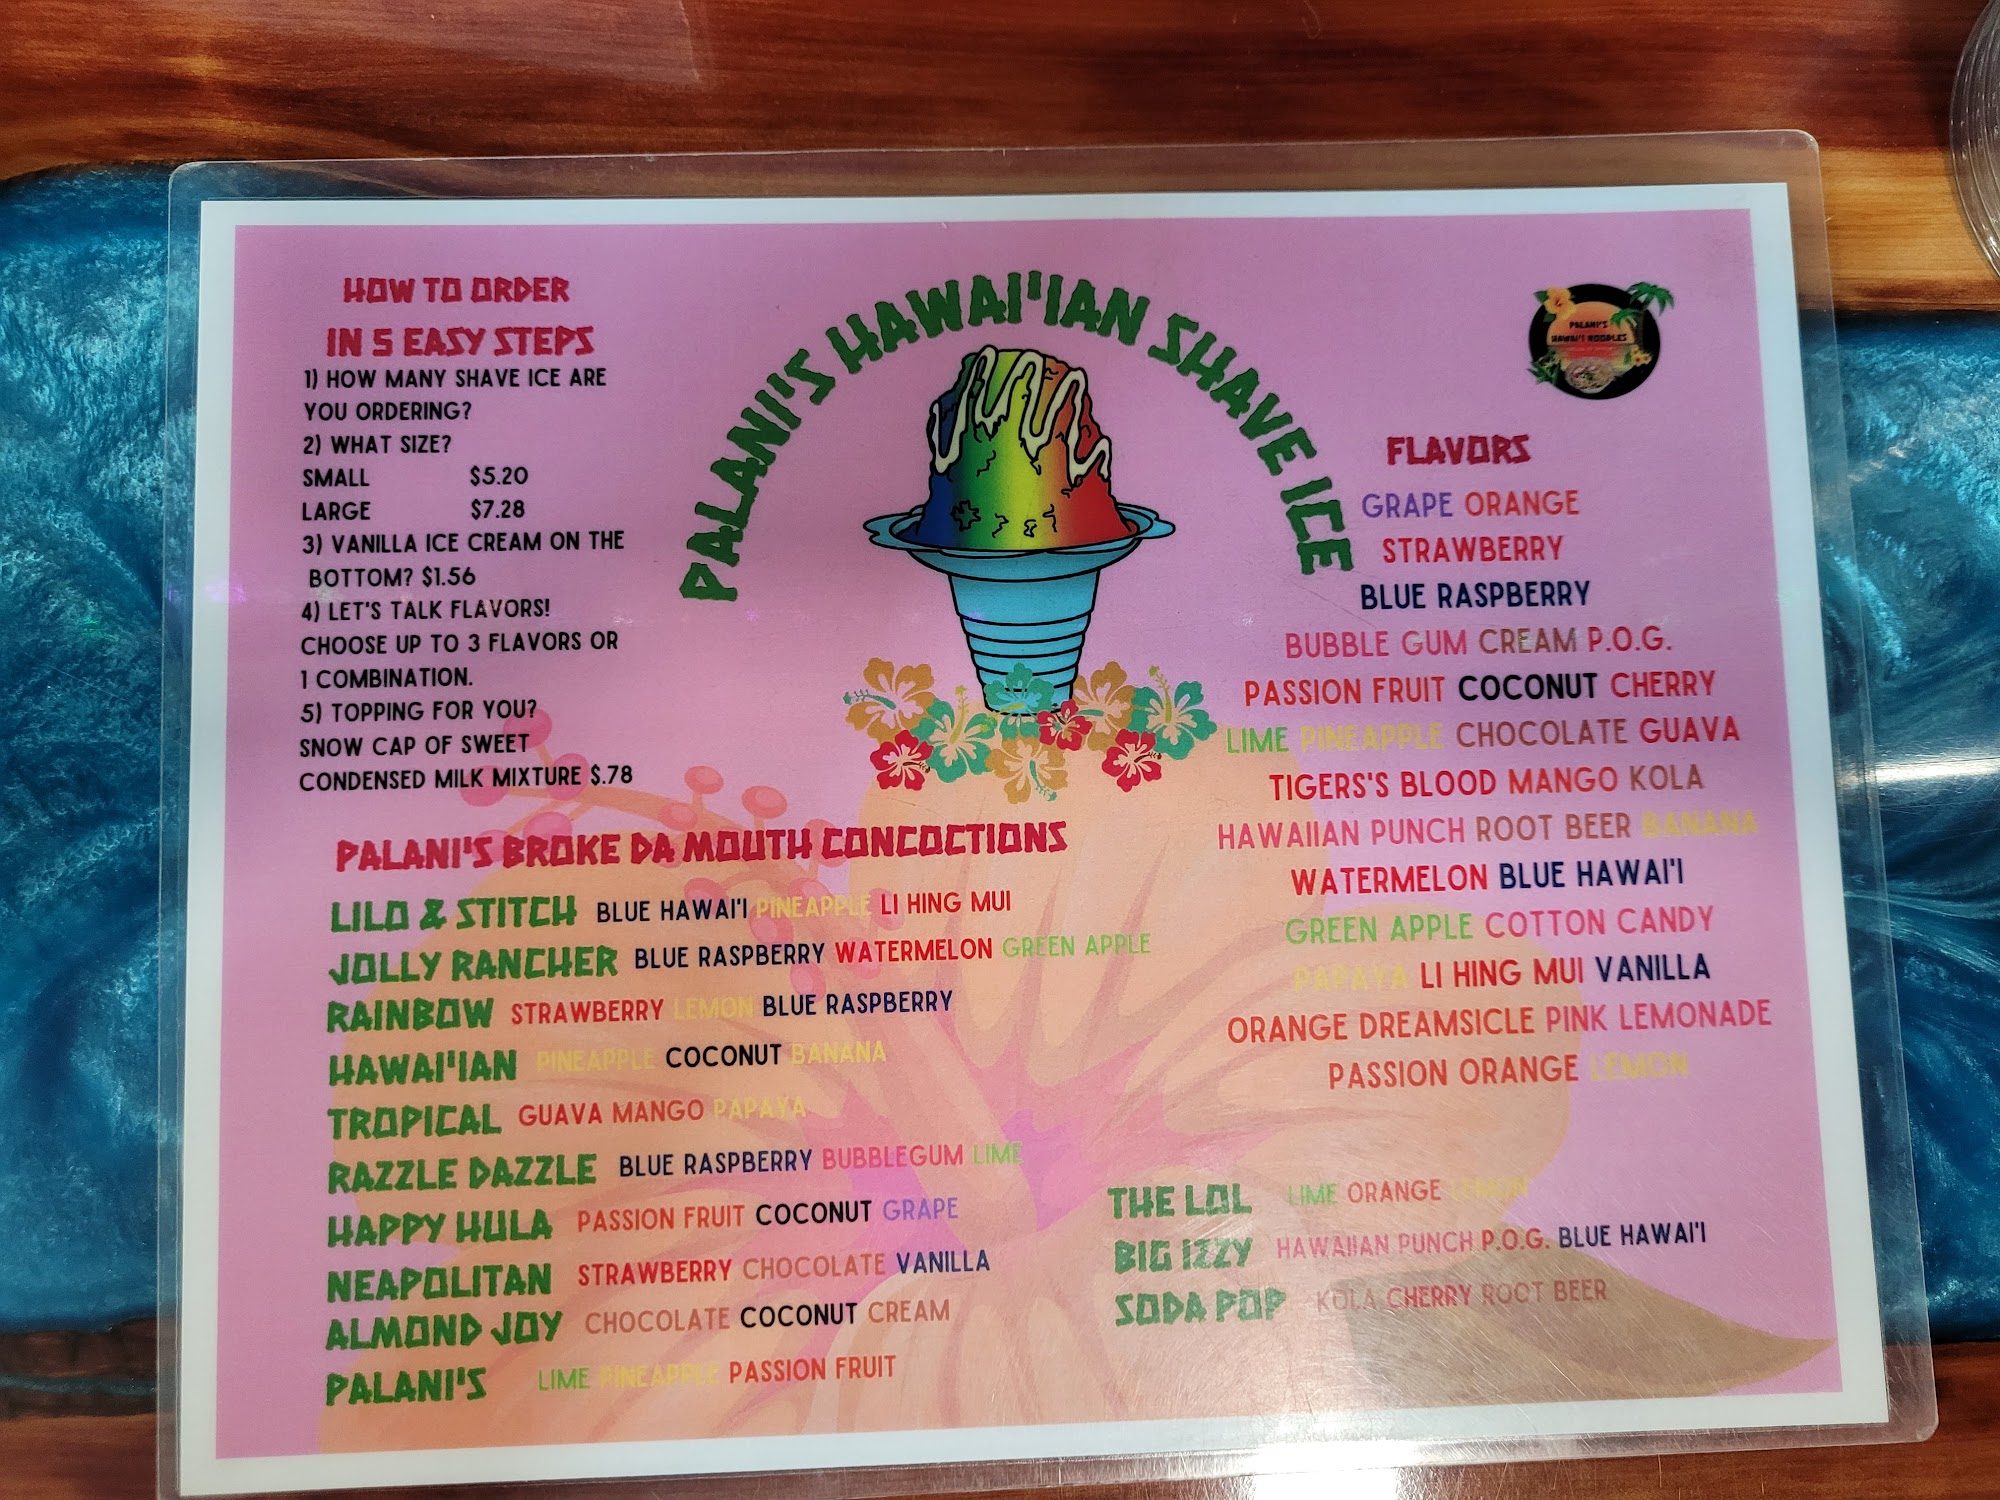 HOW TO ORDER
IN 5 EASY STEPS
1) HOW MANY SHAVE ICE ARE
YOU ORDERING?
2) WHAT SIZE?
SMALL $5.20
LARGE $7.28
3) VANILLA ICE CREAM ON THE
BOTTOM? $1.56
4) LET'S TALK FLAVORS!
CHOOSE UP TO 3 FLAVORS OR
1 COMBINATION.
5) TOPPING FOR YOU?
SNOW CAP OF SWEET
CONDENSED MILK MIXTURE $.78
PALANI'S HAWAI'IAN SHAVE ICE
PALANI'S
HAWAI'I NOODLES
FLAVORS
GRAPE ORANGE
STRAWBERRY
BLUE RASPBERRY
BUBBLE GUM CREAM P.O.G.
PASSION FRUIT COCONUT CHERRY
LIME PINEAPPLE CHOCOLATE GUAVA
TIGERS'S BLOOD MANGO KOLA
HAWAIIAN PUNCH ROOT BEER BANANA
WATERMELON BLUE HAWAI'I
GREEN APPLE COTTON CANDY
PAPAYA LI HING MUI VANILLA
ORANGE DREAMSICLE PINK LEMONADE
PASSION ORANGE LEMON
PALANI'S BROKE DA MOUTH CONCOCTIONS
LILO & STITCH BLUE HAWAI'I PINEAPPLE LI HING MUI
JOLLY RANCHER BLUE RASPBERRY WATERMELON GREEN APPLE
RAINBOW STRAWBERRY LEMON BLUE RASPBERRY
HAWAI'IAN PINEAPPLE COCONUT BANANA
TROPICAL GUAVA MANGO PAPAYA
RAZZLE DAZZLE BLUE RASPBERRY BUBBLEGUM LIME
HAPPY HULA PASSION FRUIT COCONUT GRAPE
NEAPOLITAN STRAWBERRY CHOCOLATE VANILLA
ALMOND JOY CHOCOLATE COCONUT CREAM
PALANI'S LIME PINEAPPLE PASSION FRUIT
THE LOL LIME ORANGE LEMON
BIG IZZY HAWAIIAN PUNCH P.O.G. BLUE HAWAI'I
SODA POP KOLA CHERRY ROOT BEER